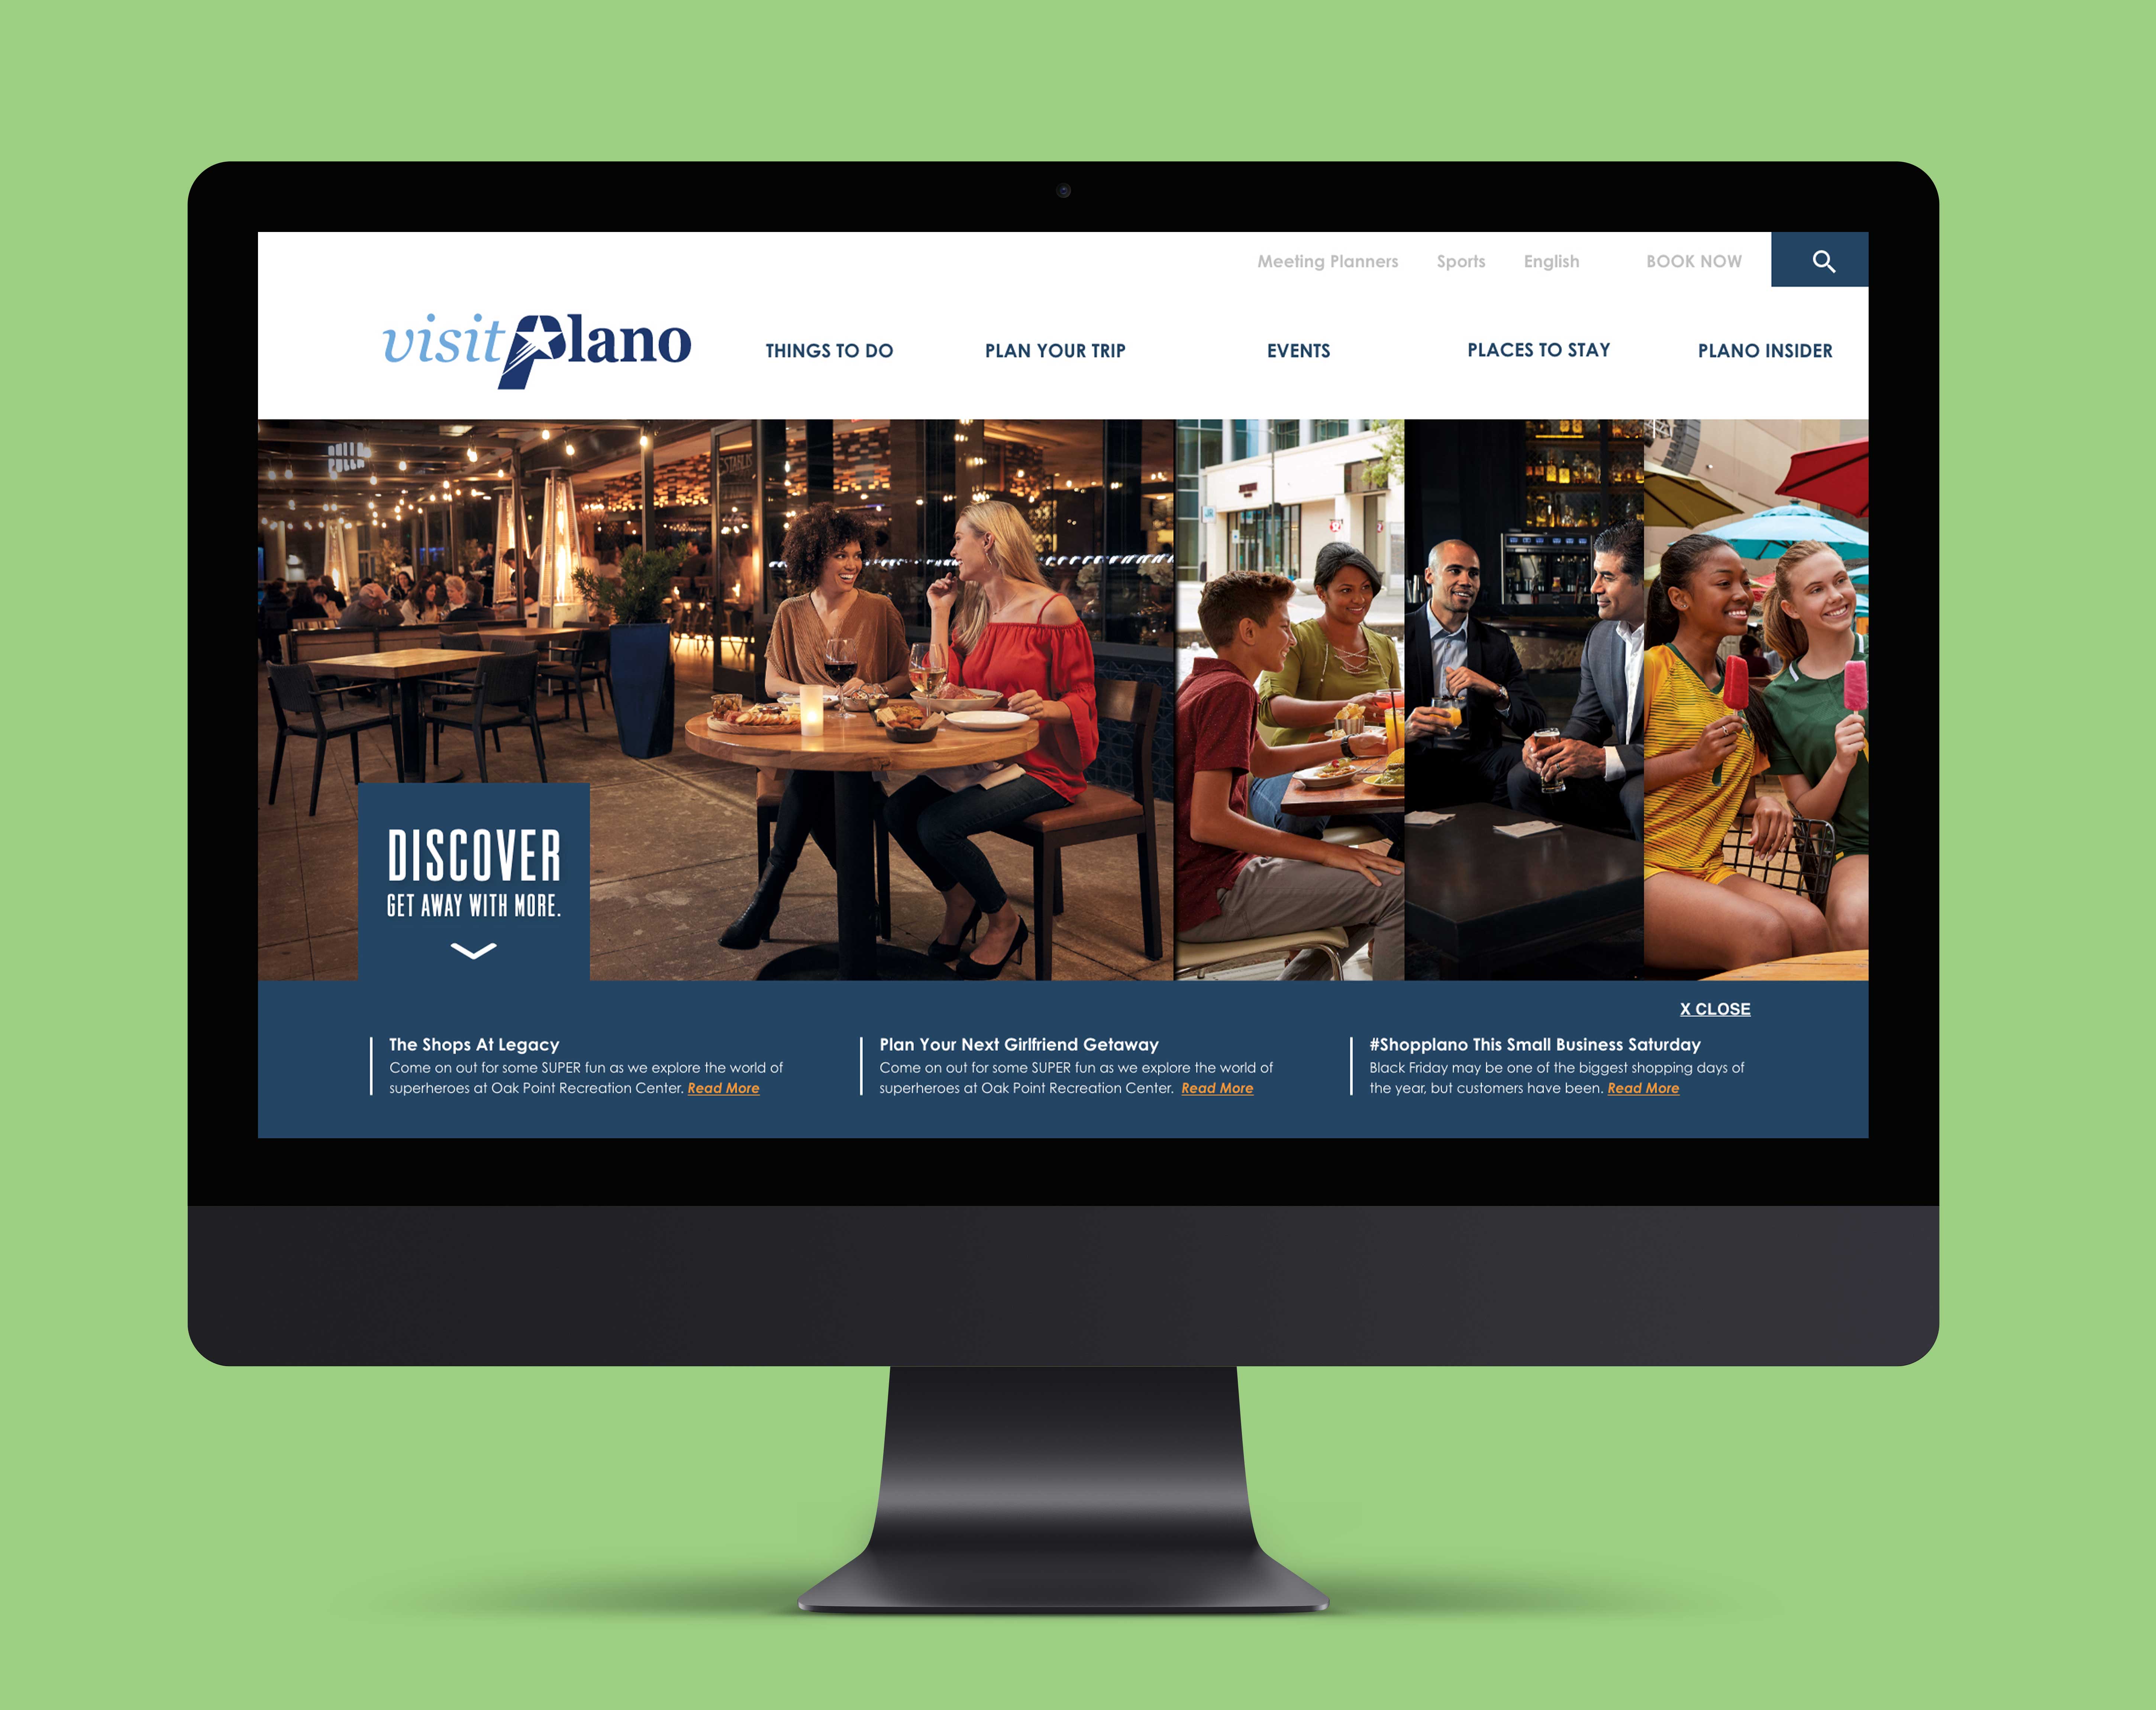 Meeting Planners Sports English BOOK NOW
visit Plano
THINGS TO DO PLAN YOUR TRIP EVENTS PLACES TO STAY PLANO INSIDER
DISCOVER
GET AWAY WITH MORE.
X CLOSE
The Shops At Legacy
Come on out for some SUPER fun as we explore the world of
superheroes at Oak Point Recreation Center. Read More
Plan Your Next Girlfriend Getaway
Come on out for some SUPER fun as we explore the world of
superheroes at Oak Point Recreation Center. Read More
#Shopplano This Small Business Saturday
Black Friday may be one of the biggest shopping days of
the year, but customers have been. Read More